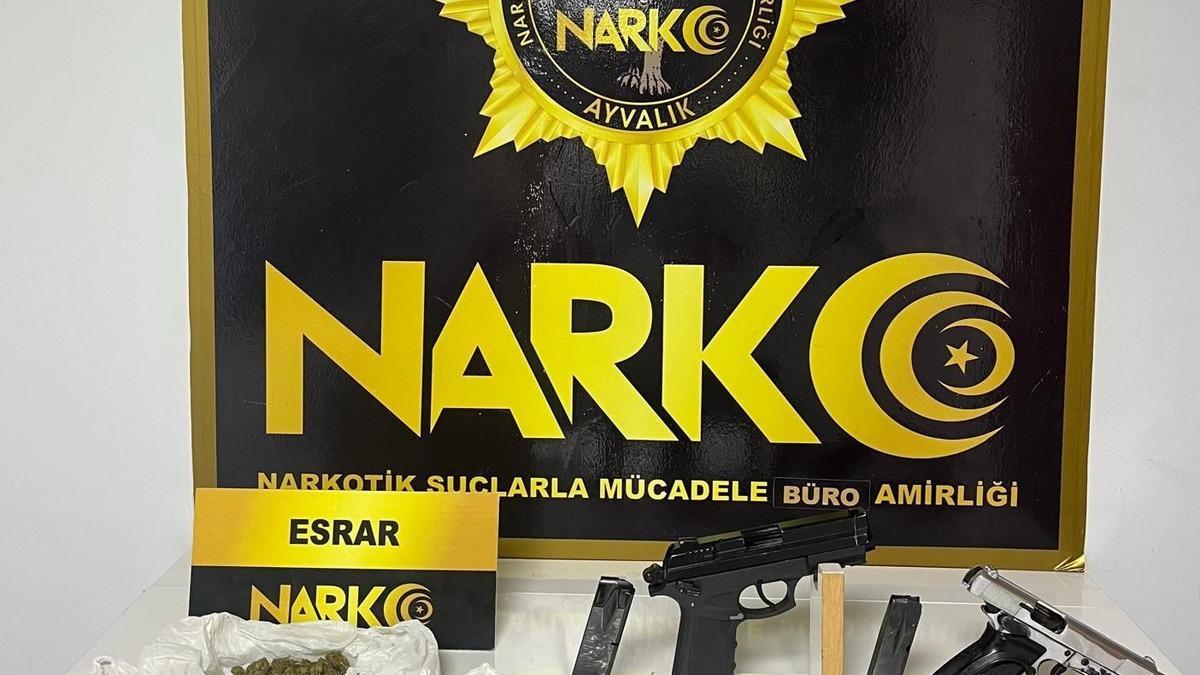 NARKO
AYVALIK
NARKO
NARKOTİK SUÇLARLA MÜCADELE BÜRO AMİRLİĞİ
ESRAR
NARKO